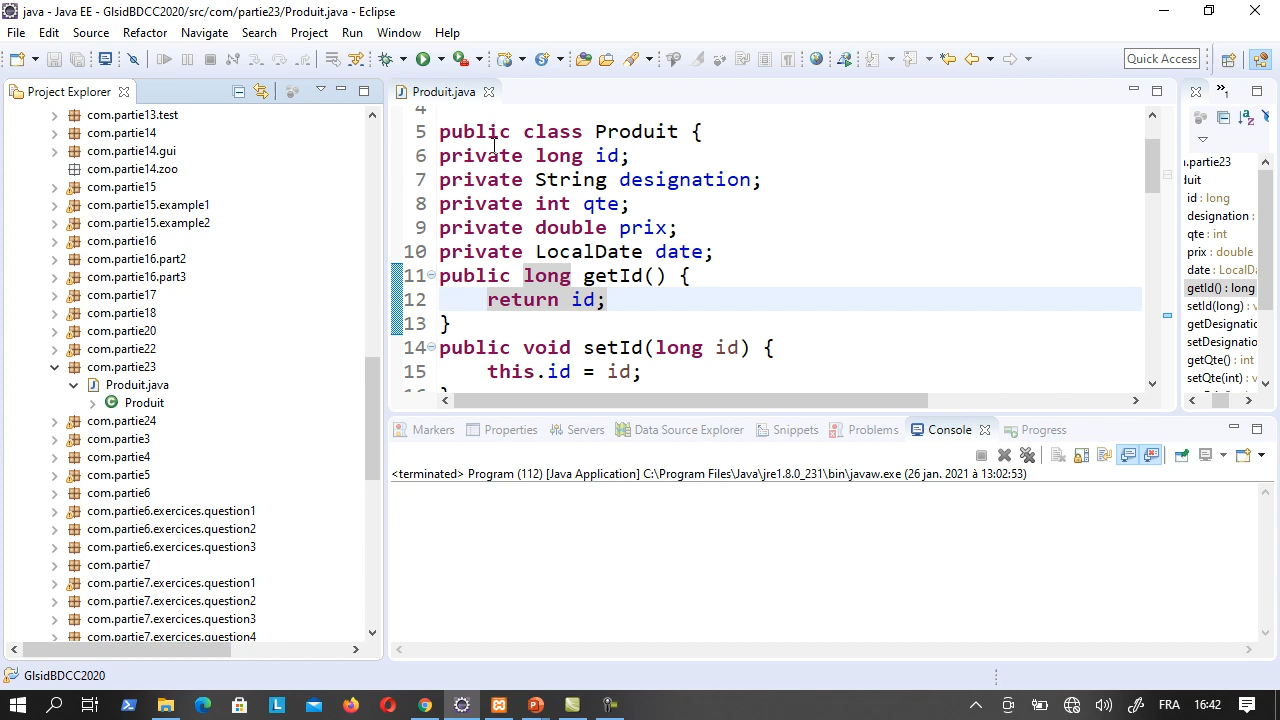 java - Java EE - GlsidBDCC2020/src/com/partie23/Produit.java - Eclipse
File Edit Source Refactor Navigate Search Project Run Window Help
Quick Access
Project Explorer
com.partie13.test
com.partie14
com.partie14.gui
com.partie14.zoo
com.partie15
com.partie15.example1
com.partie15.example2
com.partie16
com.partie16.part2
com.partie16.part3
com.partie17
com.partie18
com.partie20
com.partie22
com.partie23
Produit.java
Produit
com.partie24
com.partie3
com.partie4
com.partie5
com.partie6
com.partie6.exercices.question1
com.partie6.exercices.question2
com.partie6.exercices.question3
com.partie7
com.partie7.exercices.question1
com.partie7.exercices.question2
com.partie7.exercices.question3
com.partie7.exercices.question4
Produit.java
4
5 public class Produit {
6 private long id;
7 private String designation;
8 private int qte;
9 private double prix;
10 private LocalDate date;
11 public long getId() {
12 return id;
13 }
14 public void setId(long id) {
15 this.id = id;
ı.partie23
duit
id : long
designation :
qte : int
prix : double
date : LocalDa
getId() : long
setId(long) : v
getDesignatio
setDesignatio
getQte() : int
setQte(int) : v
Markers Properties Servers Data Source Explorer Snippets Problems Console Progress
<terminated> Program (112) [Java Application] C:\Program Files\Java\jre1.8.0_231\bin\javaw.exe (26 jan. 2021 à 13:02:53)
GlsidBDCC2020
FRA 16:42